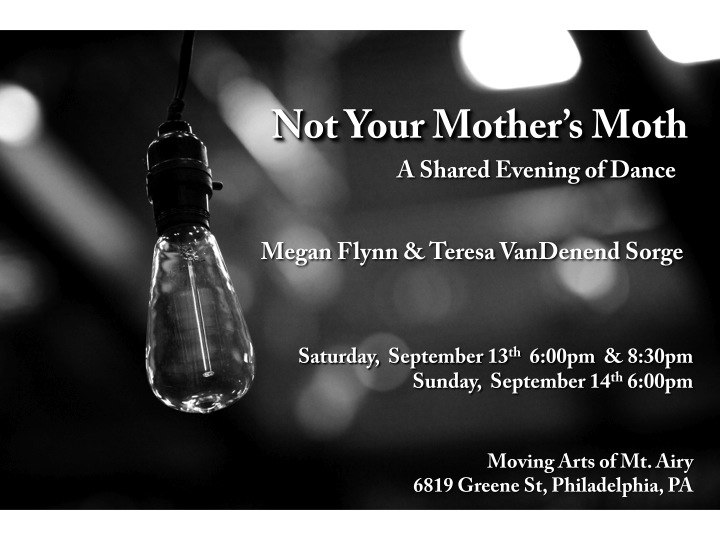 Not Your Mother's Moth
A Shared Evening of Dance
Megan Flynn & Teresa VanDenend Sorge
Saturday, September 13th 6:00pm & 8:30pm
Sunday, September 14th 6:00pm
Moving Arts of Mt. Airy
6819 Greene St, Philadelphia, PA